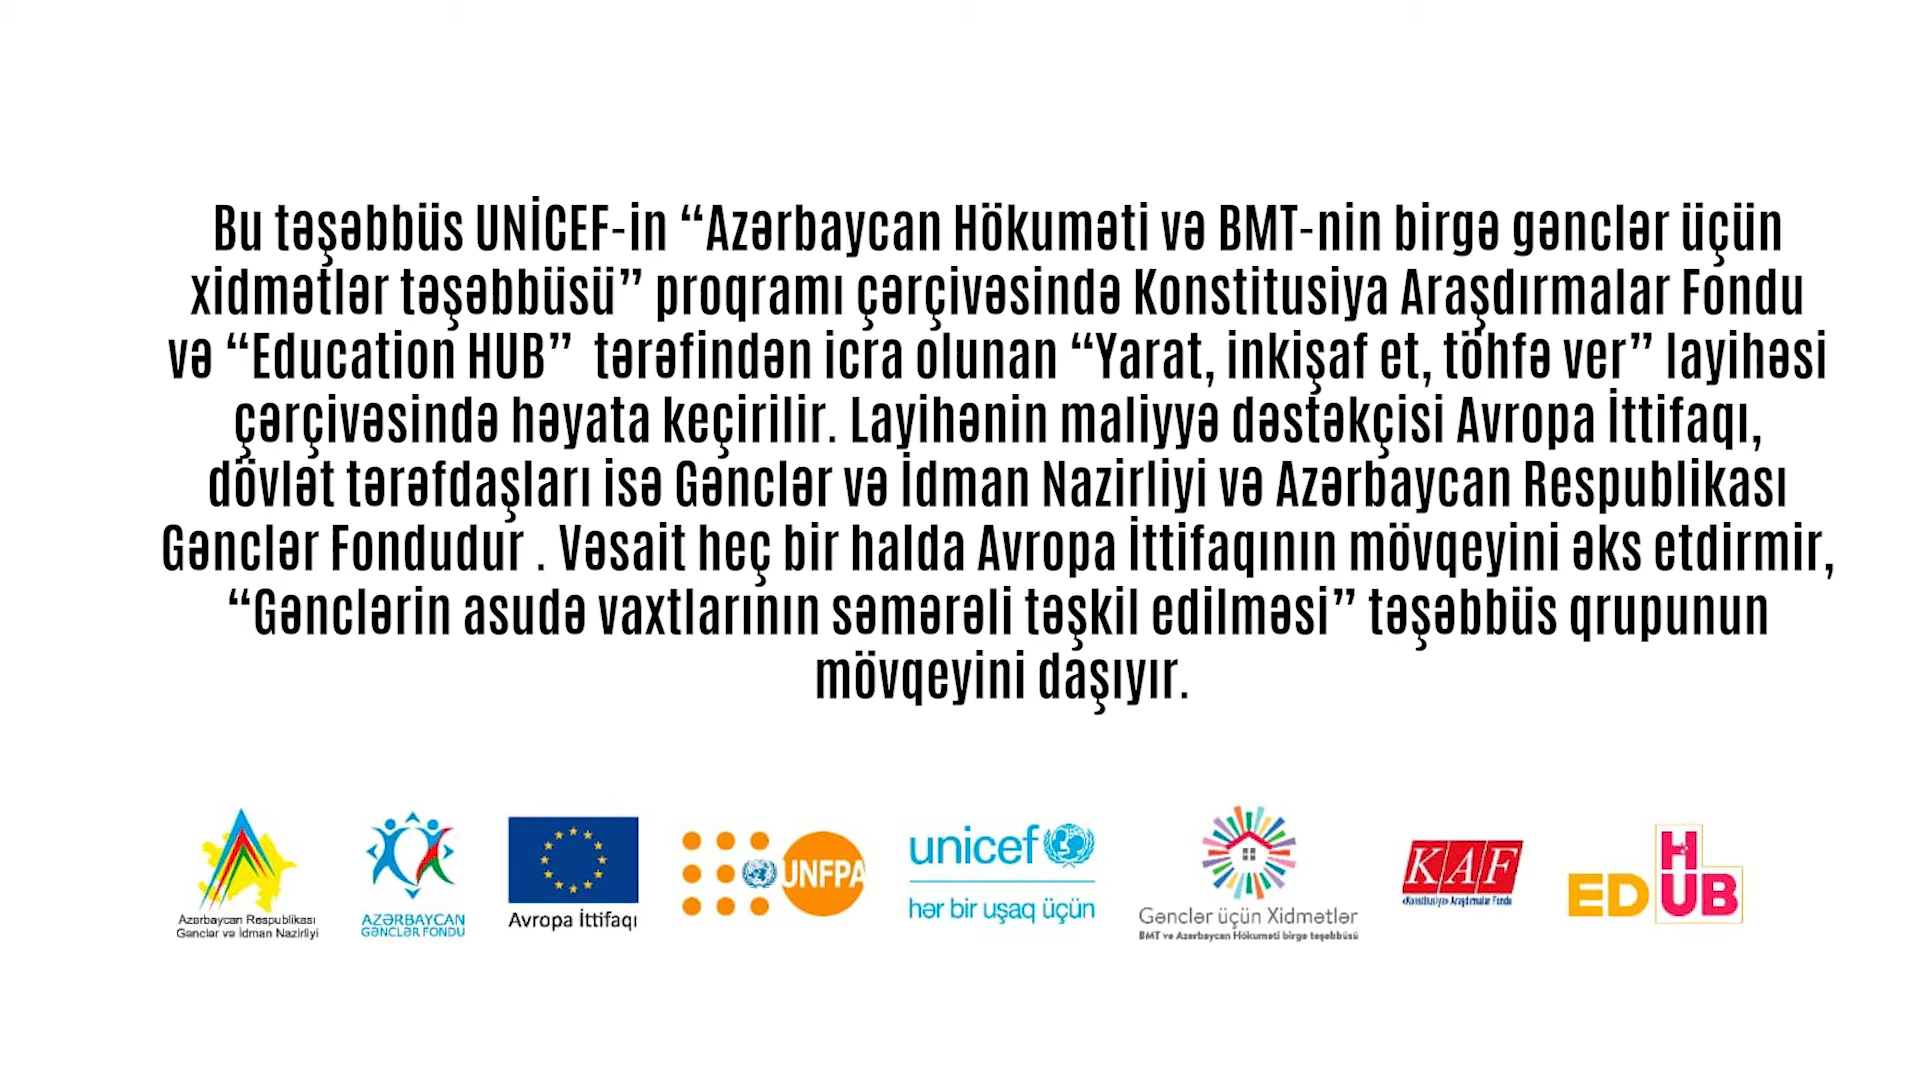 Bu təşəbbüs UNİCEF-in “Azərbaycan Hökuməti və BMT-nin birgə gənclər üçün
xidmətlər təşəbbüsü” proqramı çərçivəsində Konstitusiya Araşdırmalar Fondu
və “Education HUB” tərəfindən icra olunan “Yarat, inkişaf et, töhfə ver” layihəsi
çərçivəsində həyata keçirilir. Layihənin maliyyə dəstəkçisi Avropa İttifaqı,
dövlət tərəfdaşları isə Gənclər və İdman Nazirliyi və Azərbaycan Respublikası
Gənclər Fondudur . Vəsait heç bir halda Avropa İttifaqının mövqeyini əks etdirmir,
“Gənclərin asudə vaxtlarının səmərəli təşkil edilməsi” təşəbbüs qrupunun
mövqeyini daşıyır.
Azərbaycan Respublikası
Gənclər və İdman Nazirliyi
AZƏRBAYCAN
GƏNCLƏR FONDU
Avropa İttifaqı
UNFPA
unicef
hər bir uşaq üçün
Gənclər üçün Xidmətlər
BMT və Azərbaycan Hökuməti birgə təşəbbüsü
KAF
«Konstitusiya» Araşdırmalar Fondu
ED HUB